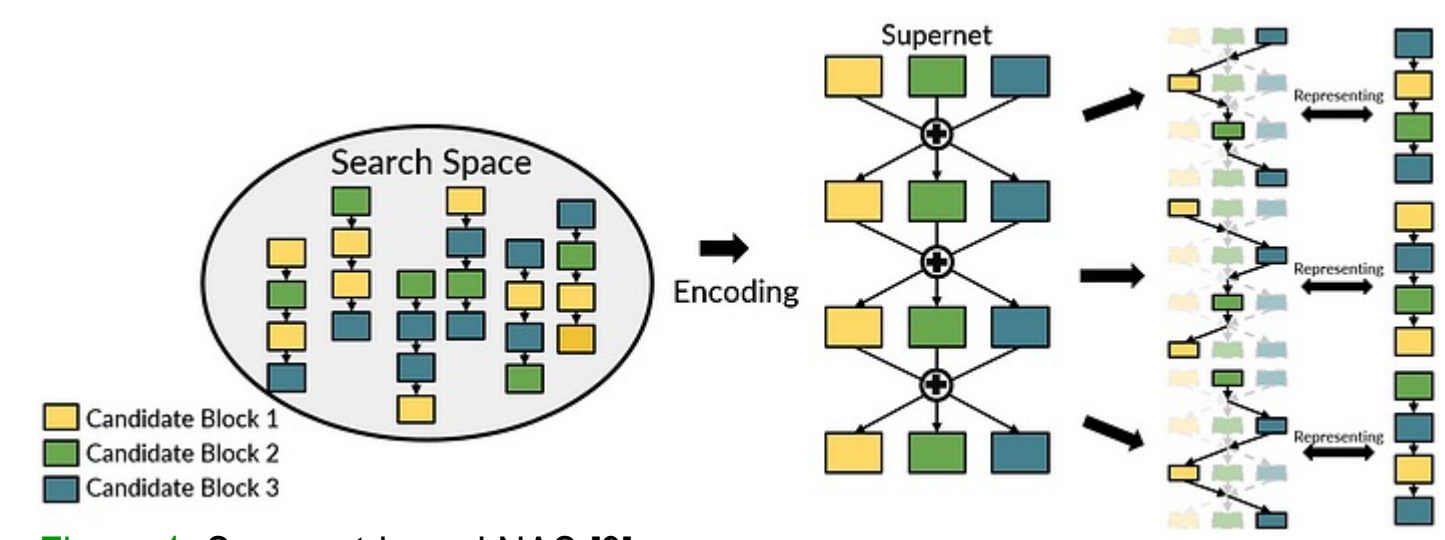 Supernet
Search Space
Encoding
Representing
Representing
Representing
Candidate Block 1
Candidate Block 2
Candidate Block 3